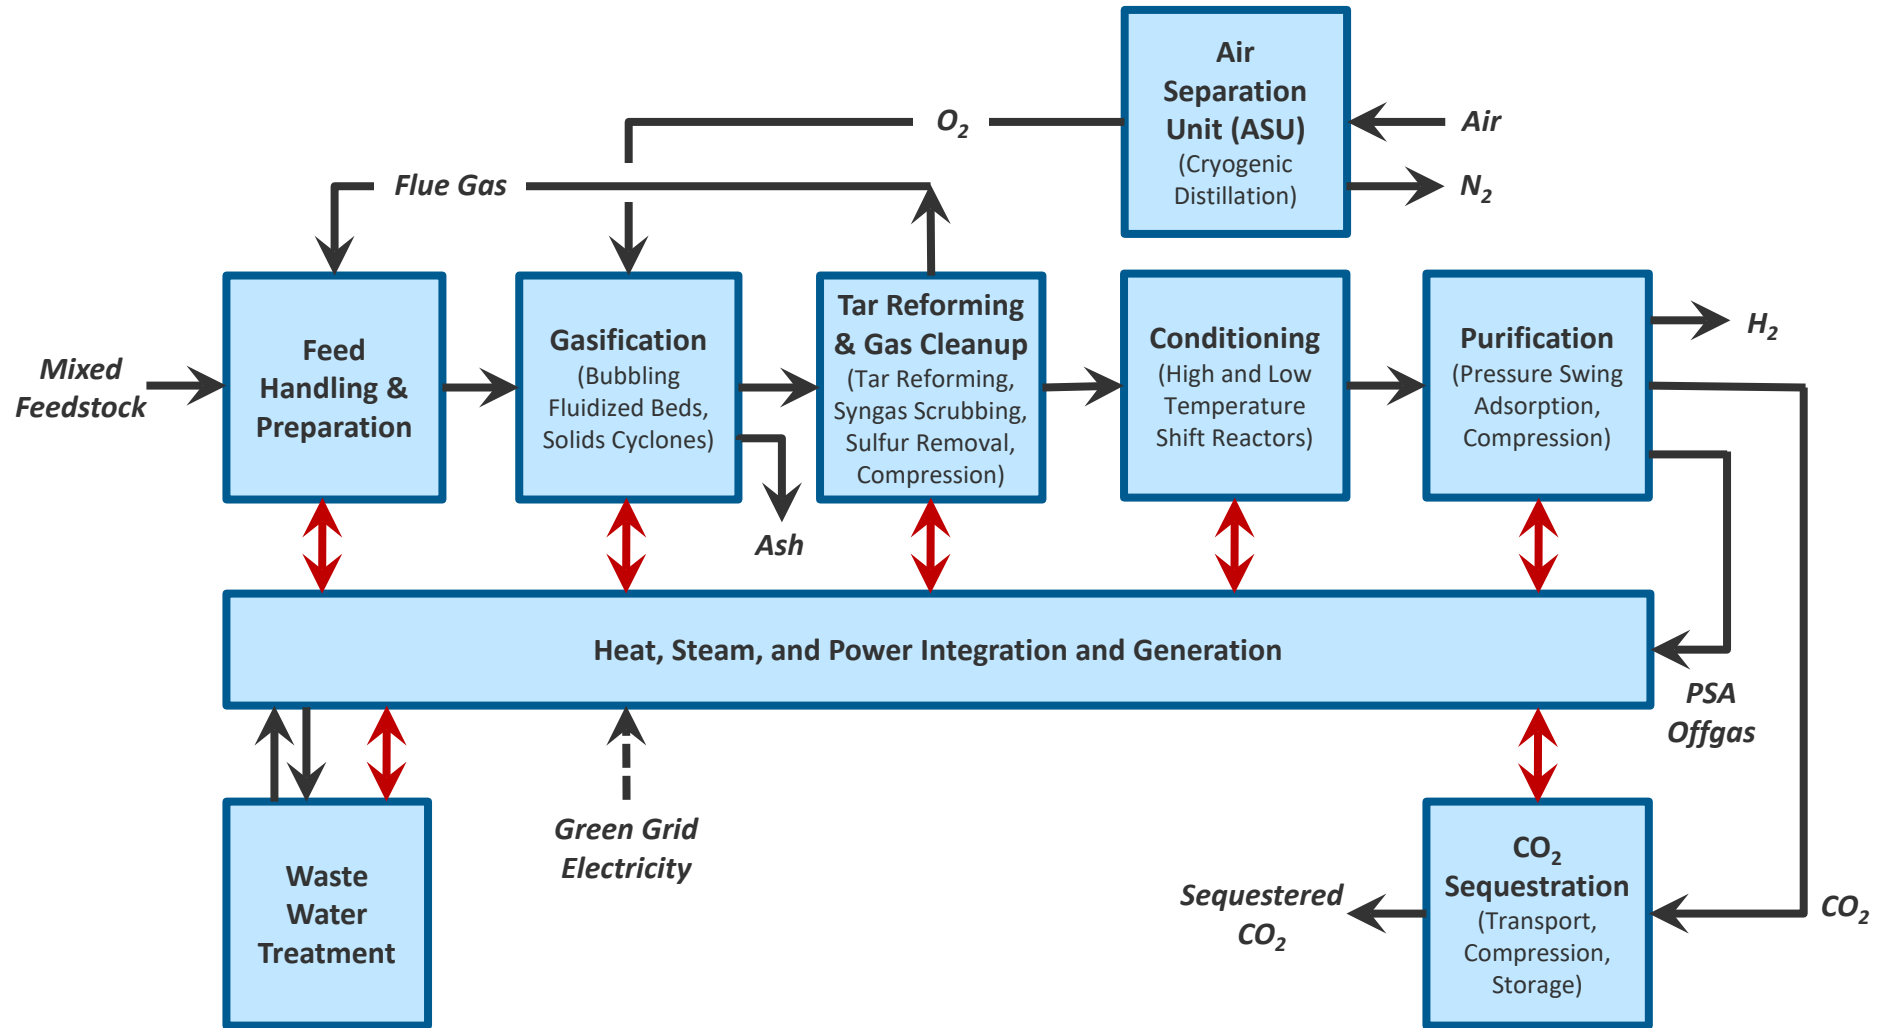 Air
Separation
Unit (ASU)
(Cryogenic
Distillation)
O2
Air
Flue Gas
N2
Mixed
Feedstock
Feed
Handling &
Preparation
Gasification
(Bubbling
Fluidized Beds,
Solids Cyclones)
Tar Reforming
& Gas Cleanup
(Tar Reforming,
Syngas Scrubbing,
Sulfur Removal,
Compression)
Conditioning
(High and Low
Temperature
Shift Reactors)
Purification
(Pressure Swing
Adsorption,
Compression)
H2
Ash
Heat, Steam, and Power Integration and Generation
PSA
Offgas
Waste
Water
Treatment
Green Grid
Electricity
Sequestered
CO2
CO2
Sequestration
(Transport,
Compression,
Storage)
CO2